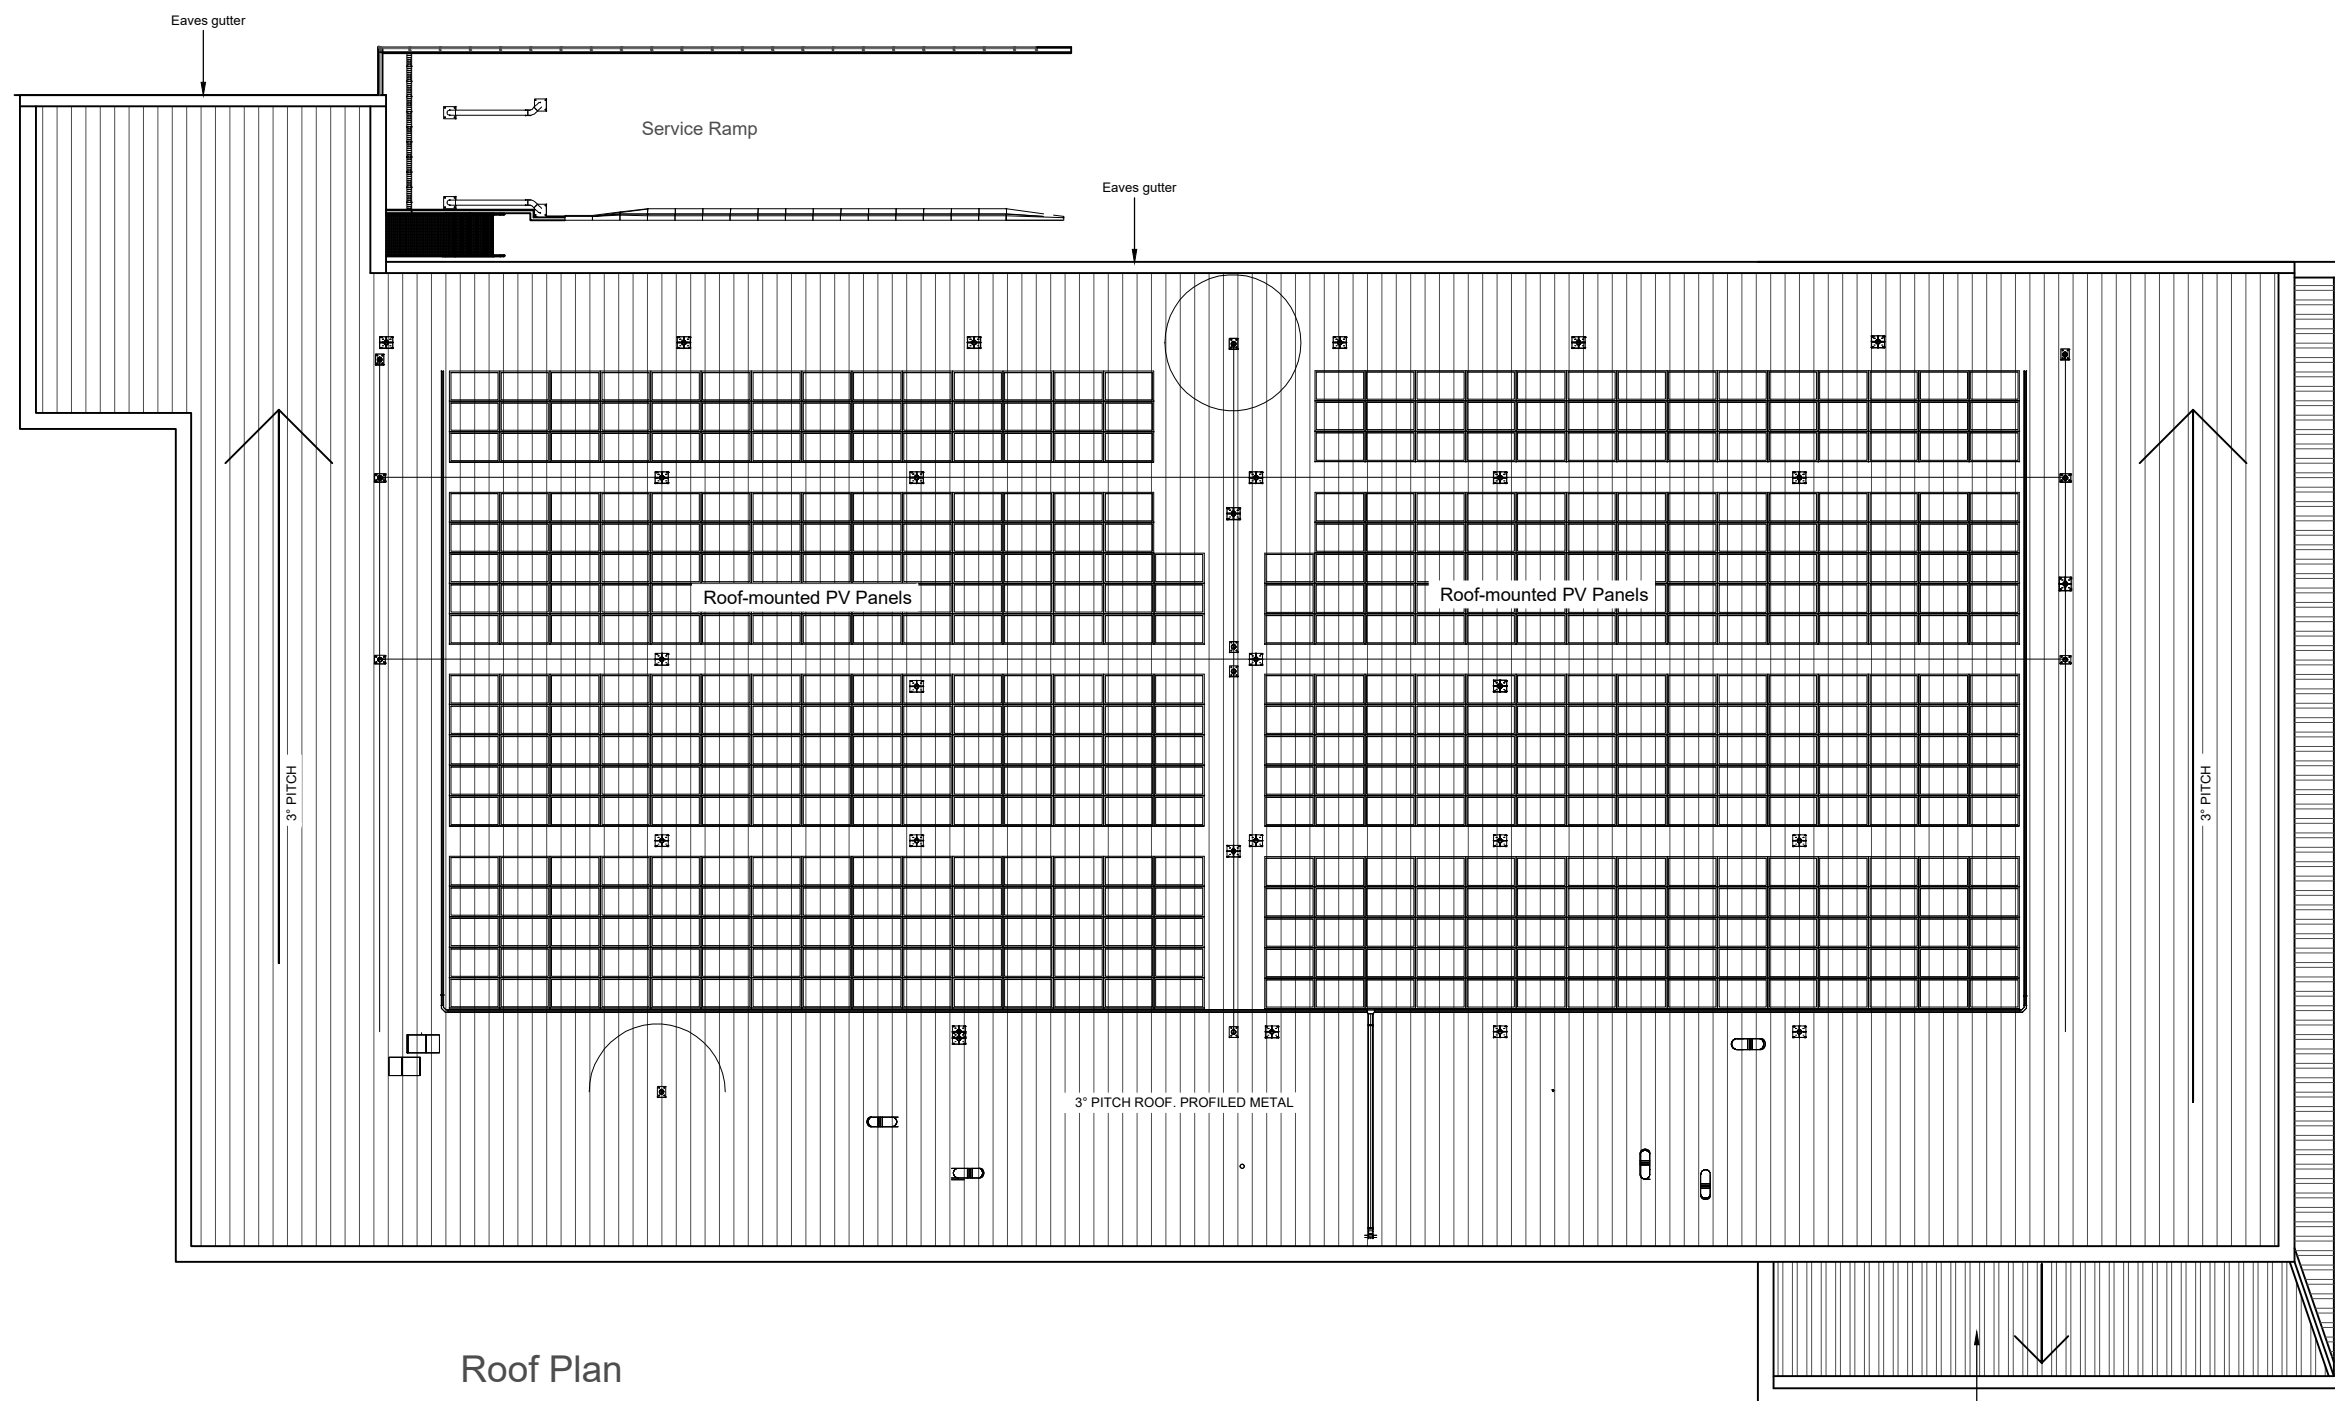 Eaves gutter
Service Ramp
Eaves gutter
Roof-mounted PV Panels
Roof-mounted PV Panels
3° PITCH
3° PITCH
3° PITCH ROOF. PROFILED METAL
Roof Plan